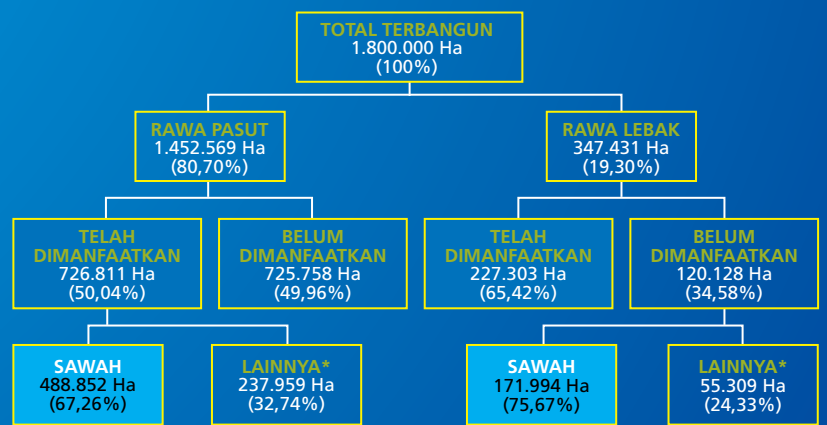 TOTAL TERBANGUN
1.800.000 Ha
(100%)
RAWA PASUT
1.452.569 Ha
(80,70%)
RAWA LEBAK
347.431 Ha
(19,30%)
TELAH
DIMANFAATKAN
726.811 Ha
(50,04%)
BELUM
DIMANFAATKAN
725.758 Ha
(49,96%)
TELAH
DIMANFAATKAN
227.303 Ha
(65,42%)
BELUM
DIMANFAATKAN
120.128 Ha
(34,58%)
SAWAH
488.852 Ha
(67,26%)
LAINNYA*
237.959 Ha
(32,74%)
SAWAH
171.994 Ha
(75,67%)
LAINNYA*
55.309 Ha
(24,33%)